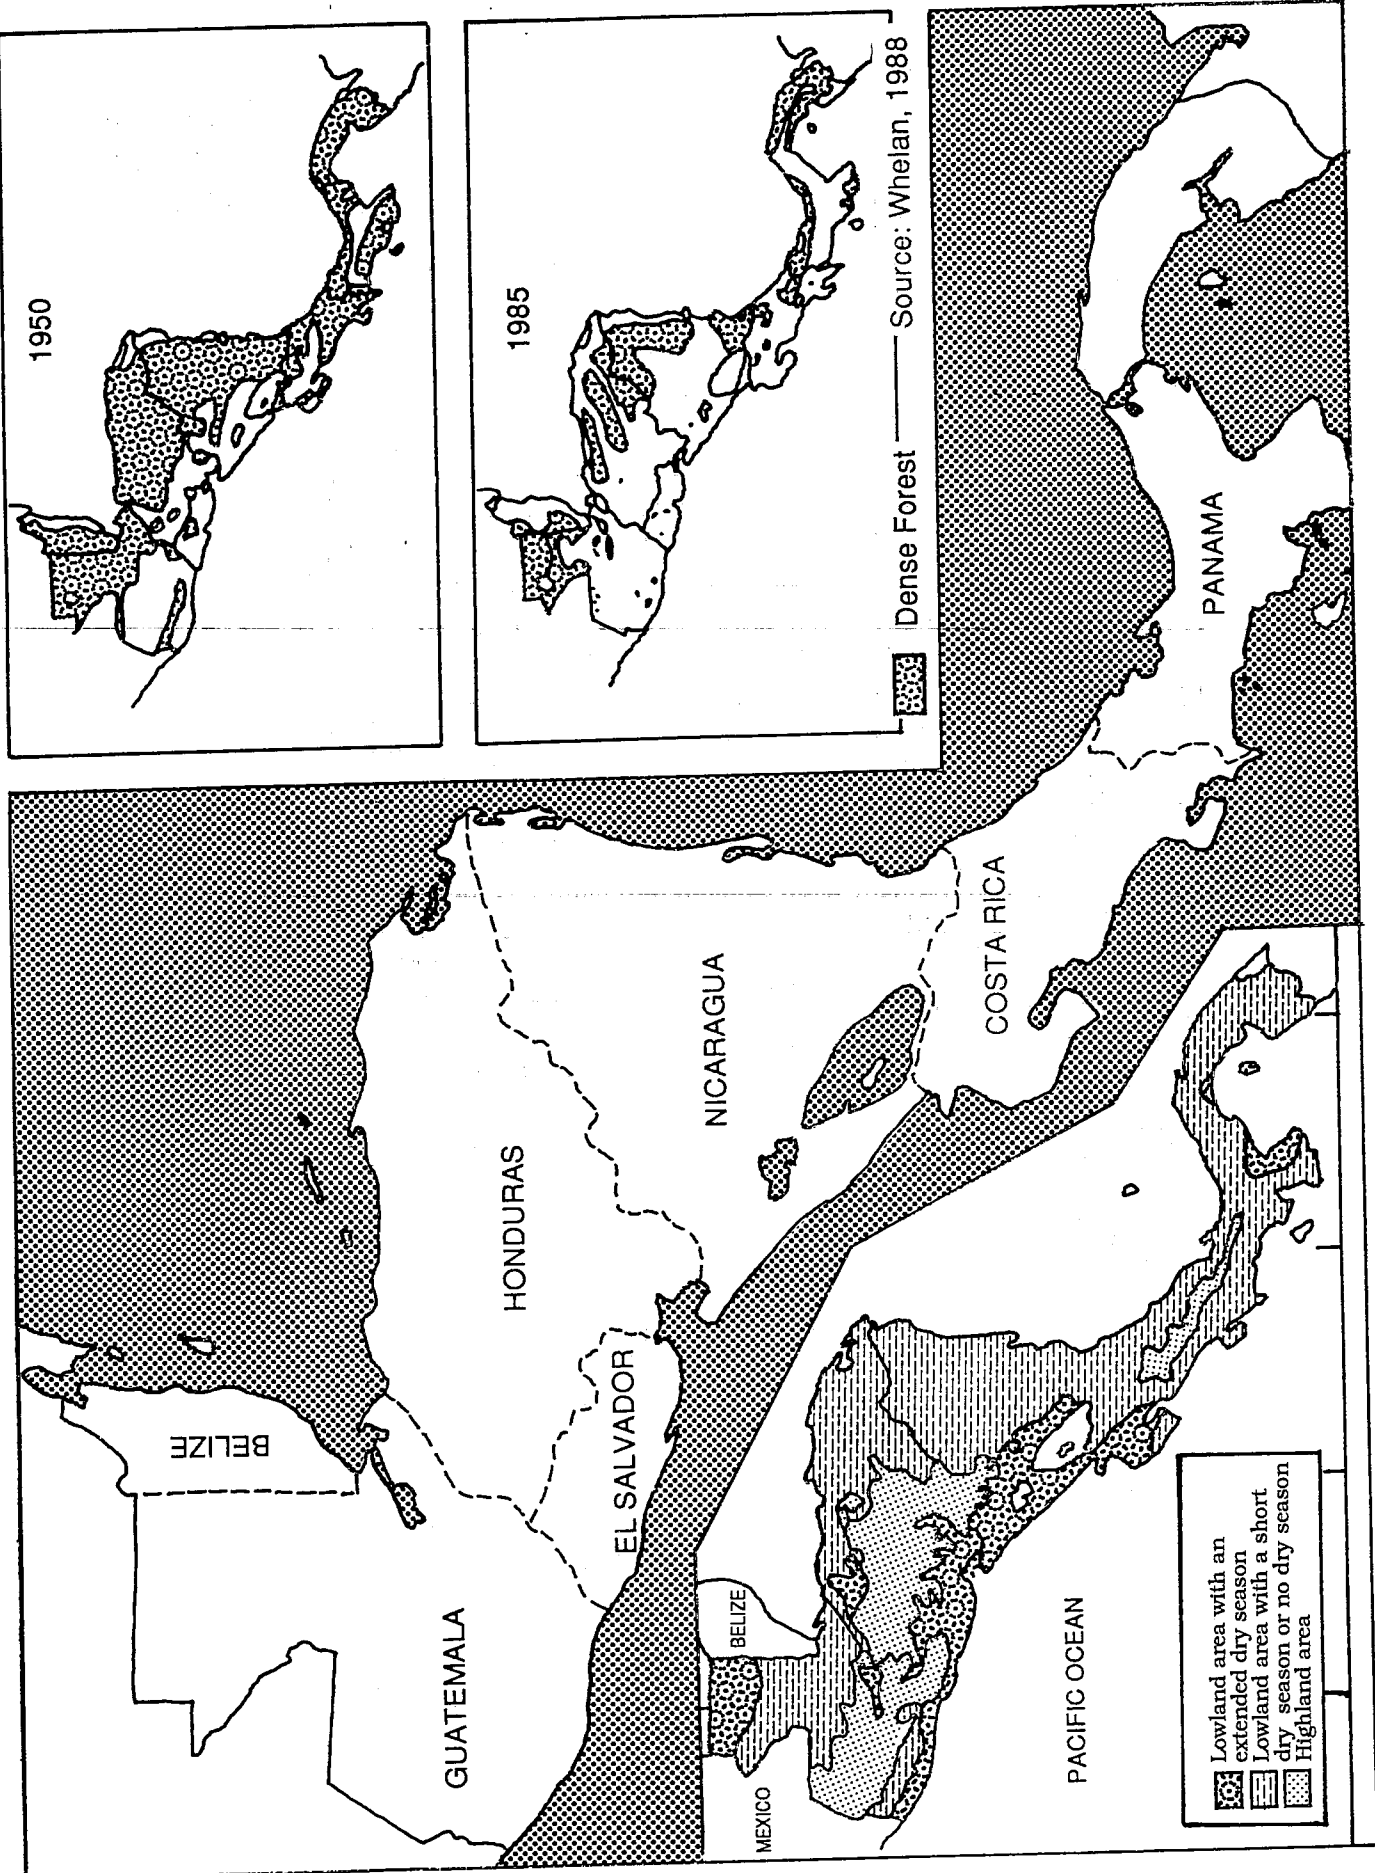 1950
1985
Dense Forest
Source: Whelan, 1988
BELIZE
GUATEMALA
HONDURAS
EL SALVADOR
NICARAGUA
COSTA RICA
PANAMA
MEXICO
BELIZE
PACIFIC OCEAN
Lowland area with an
extended dry season
Lowland area with a short
dry season or no dry season
Highland area